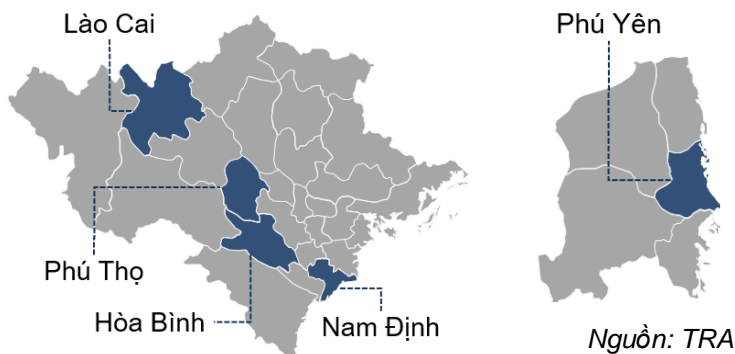 Lào Cai
Phú Yên
Phú Thọ
Hòa Bình
Nam Định
Nguồn: TRA